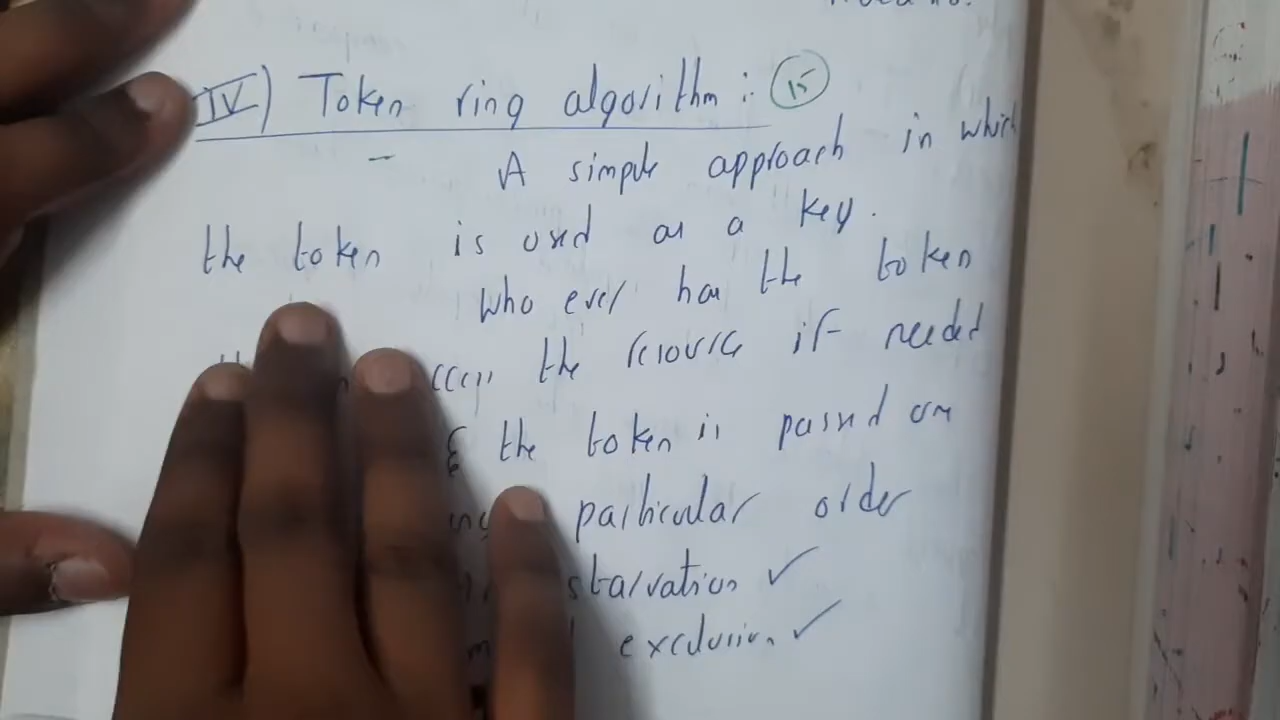 IV) Token ring algorithm :- 15
A simple approach in which
the token is used as a key.
who ever has the token
the resource if needed
& the token is passed on
particular order
starvation ✓
exclusion ✓